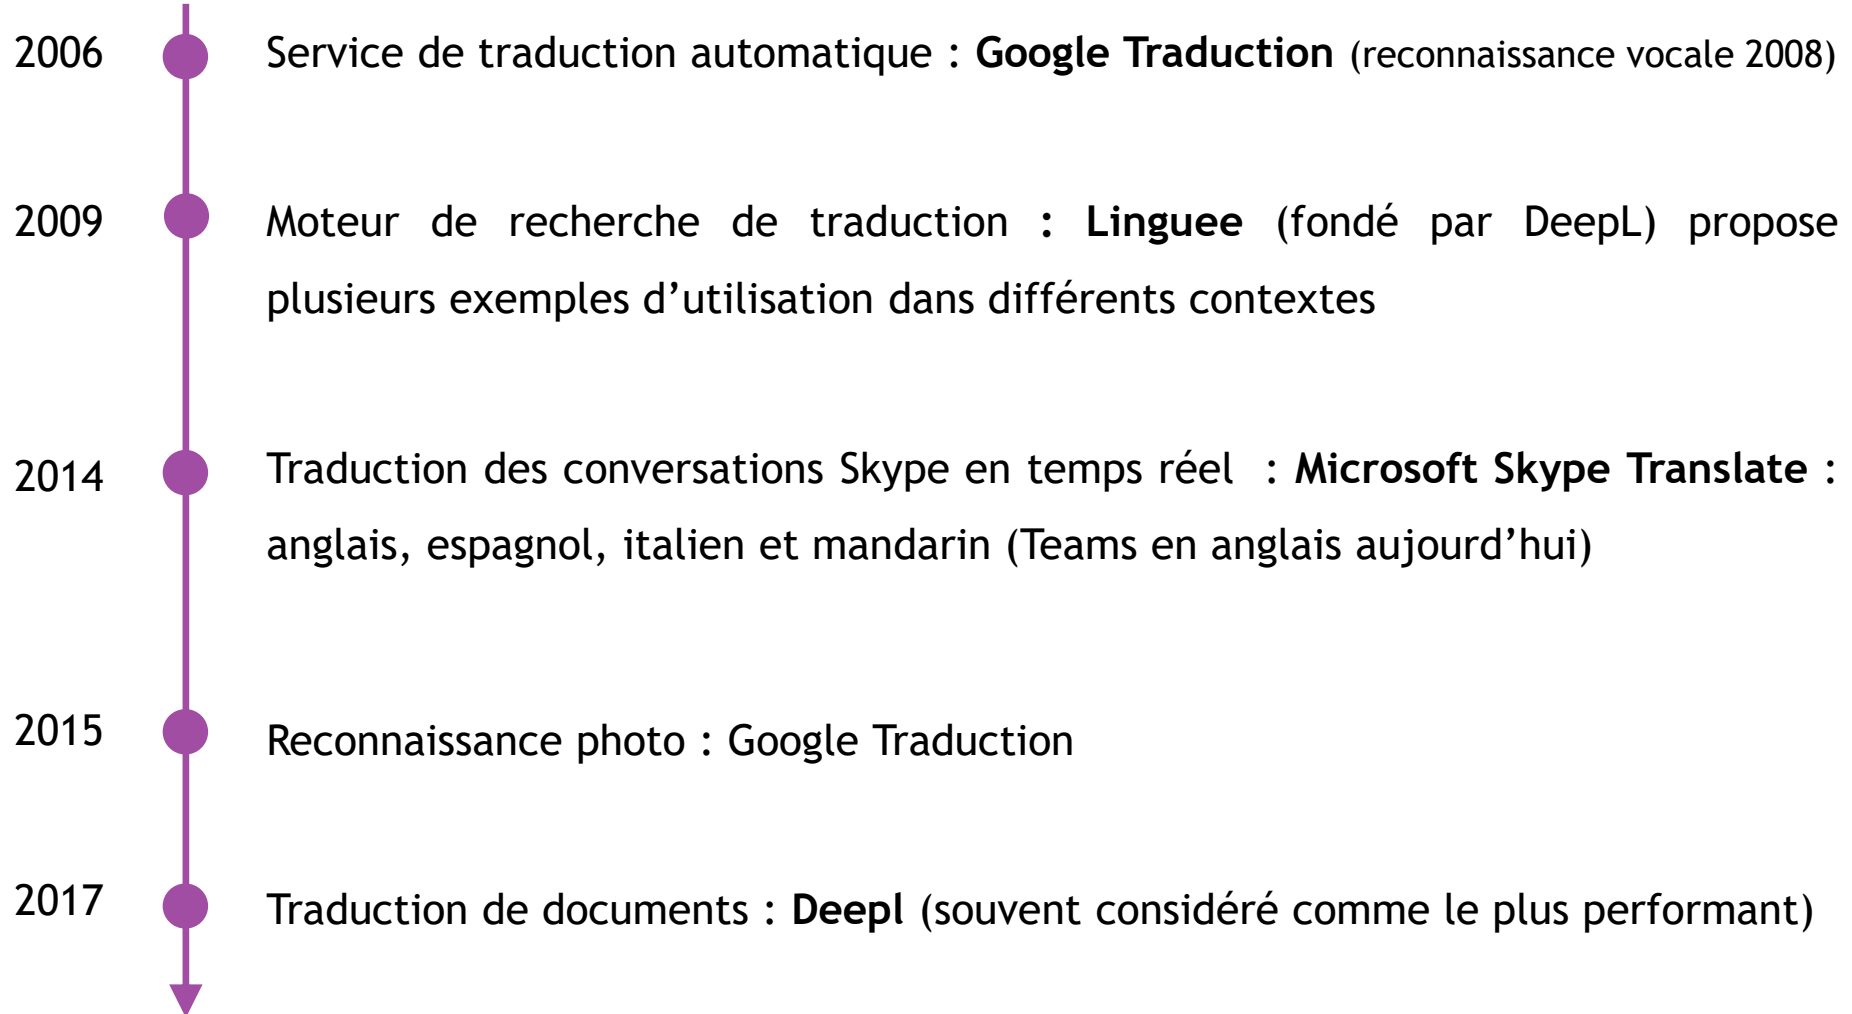 2006 Service de traduction automatique : Google Traduction (reconnaissance vocale 2008)
2009 Moteur de recherche de traduction : Linguee (fondé par DeepL) propose
plusieurs exemples d’utilisation dans différents contextes
2014 Traduction des conversations Skype en temps réel : Microsoft Skype Translate :
anglais, espagnol, italien et mandarin (Teams en anglais aujourd’hui)
2015 Reconnaissance photo : Google Traduction
2017 Traduction de documents : Deepl (souvent considéré comme le plus performant)